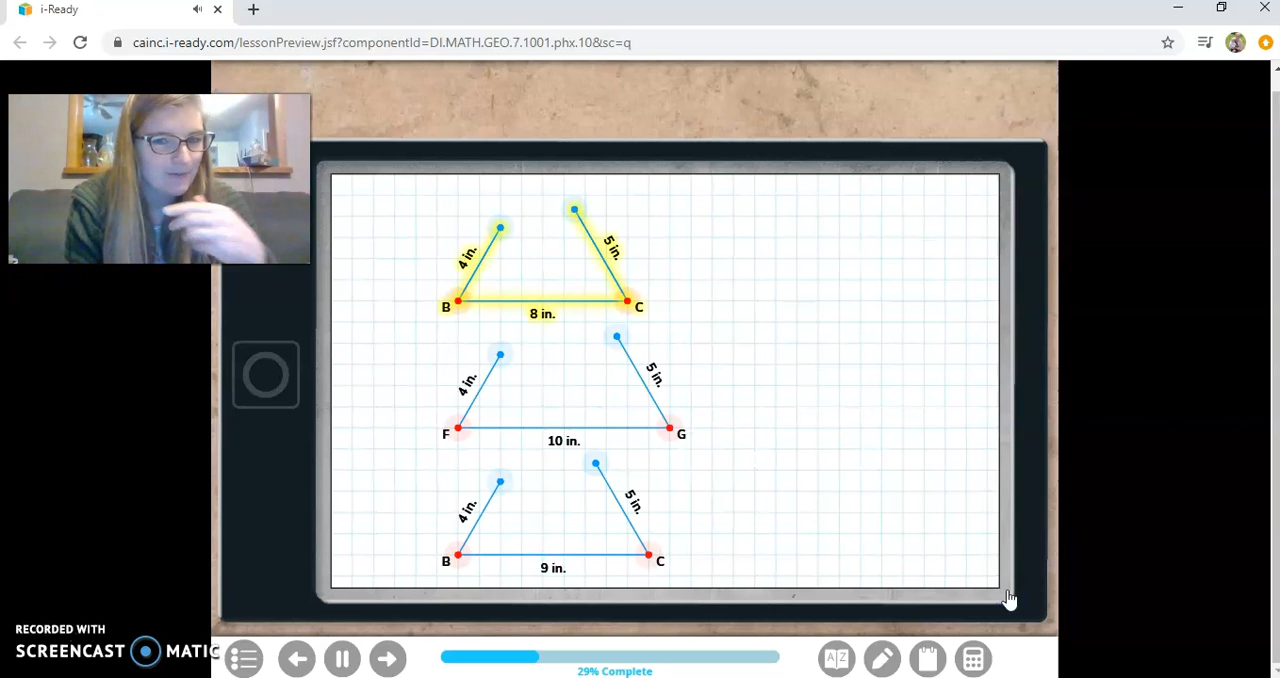 i-Ready
cainc.i-ready.com/lessonPreview.jsf?componentId=DI.MATH.GEO.7.1001.phx.10&sc=q
4 in.
5 in.
B
C
8 in.
4 in.
5 in.
F
G
10 in.
4 in.
5 in.
B
C
9 in.
RECORDED WITH
SCREENCAST MATIC
29% Complete
A Z